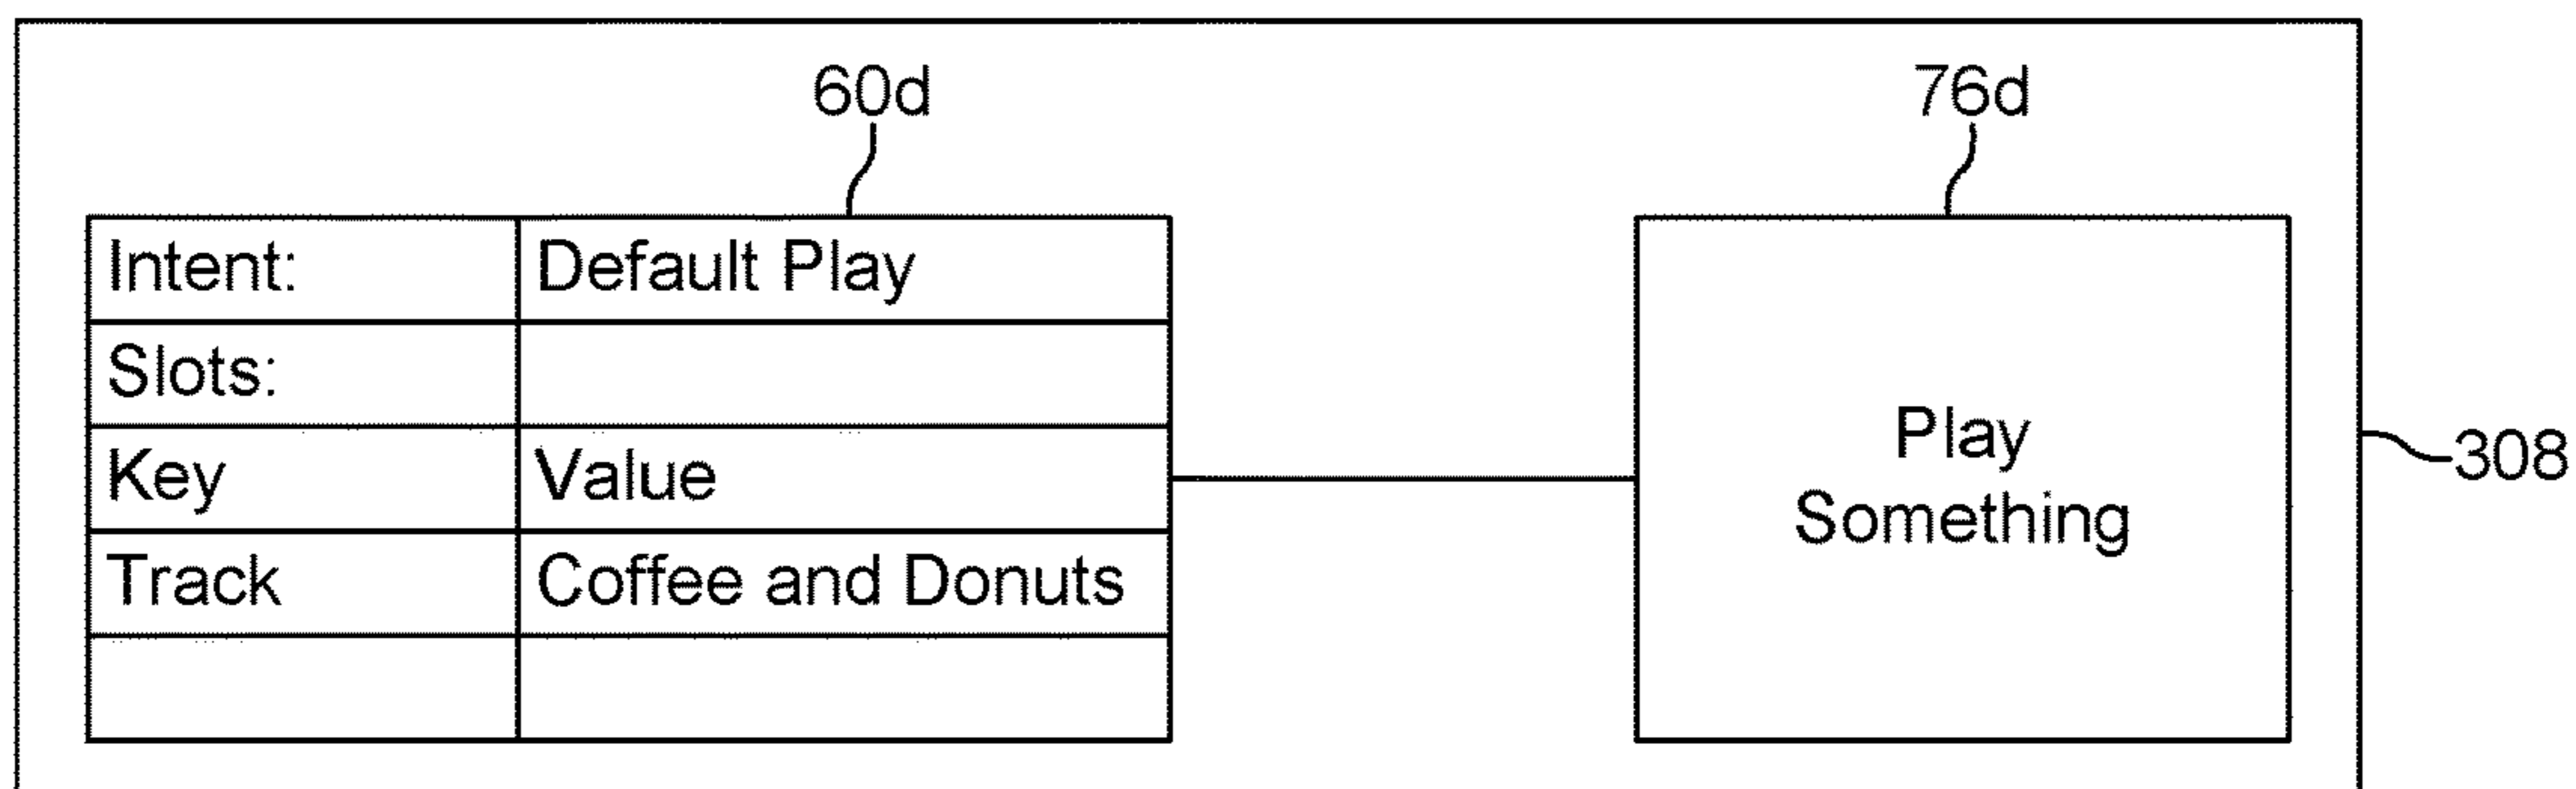 60d
76d
Intent: Default Play
Slots:
Key Value
Track Coffee and Donuts
Play
Something
308